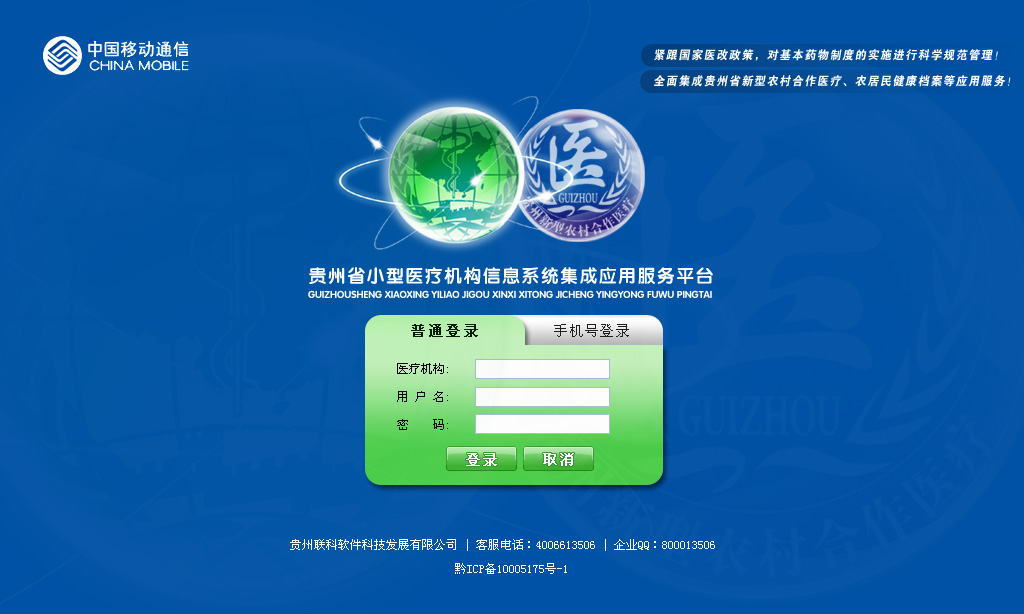 中国移动通信
CHINA MOBILE
紧跟国家医改政策，对基本药物制度的实施进行科学规范管理！
全面集成贵州省新型农村合作医疗、农居民健康档案等应用服务！
医
GUIZHOU
贵州新型农村合作医疗
贵州省小型医疗机构信息系统集成应用服务平台
GUIZHOUSHENG XIAOXING YILIAO JIGOU XINXI XITONG JICHENG YINGYONG FUWU PINGTAI
普通登录 手机号登录
医疗机构:
用 户 名:
密 码:
登录 取消
GUIZHOU
贵州联科软件科技发展有限公司 | 客服电话：4006613506 | 企业QQ：800013506
黔ICP备10005175号-1